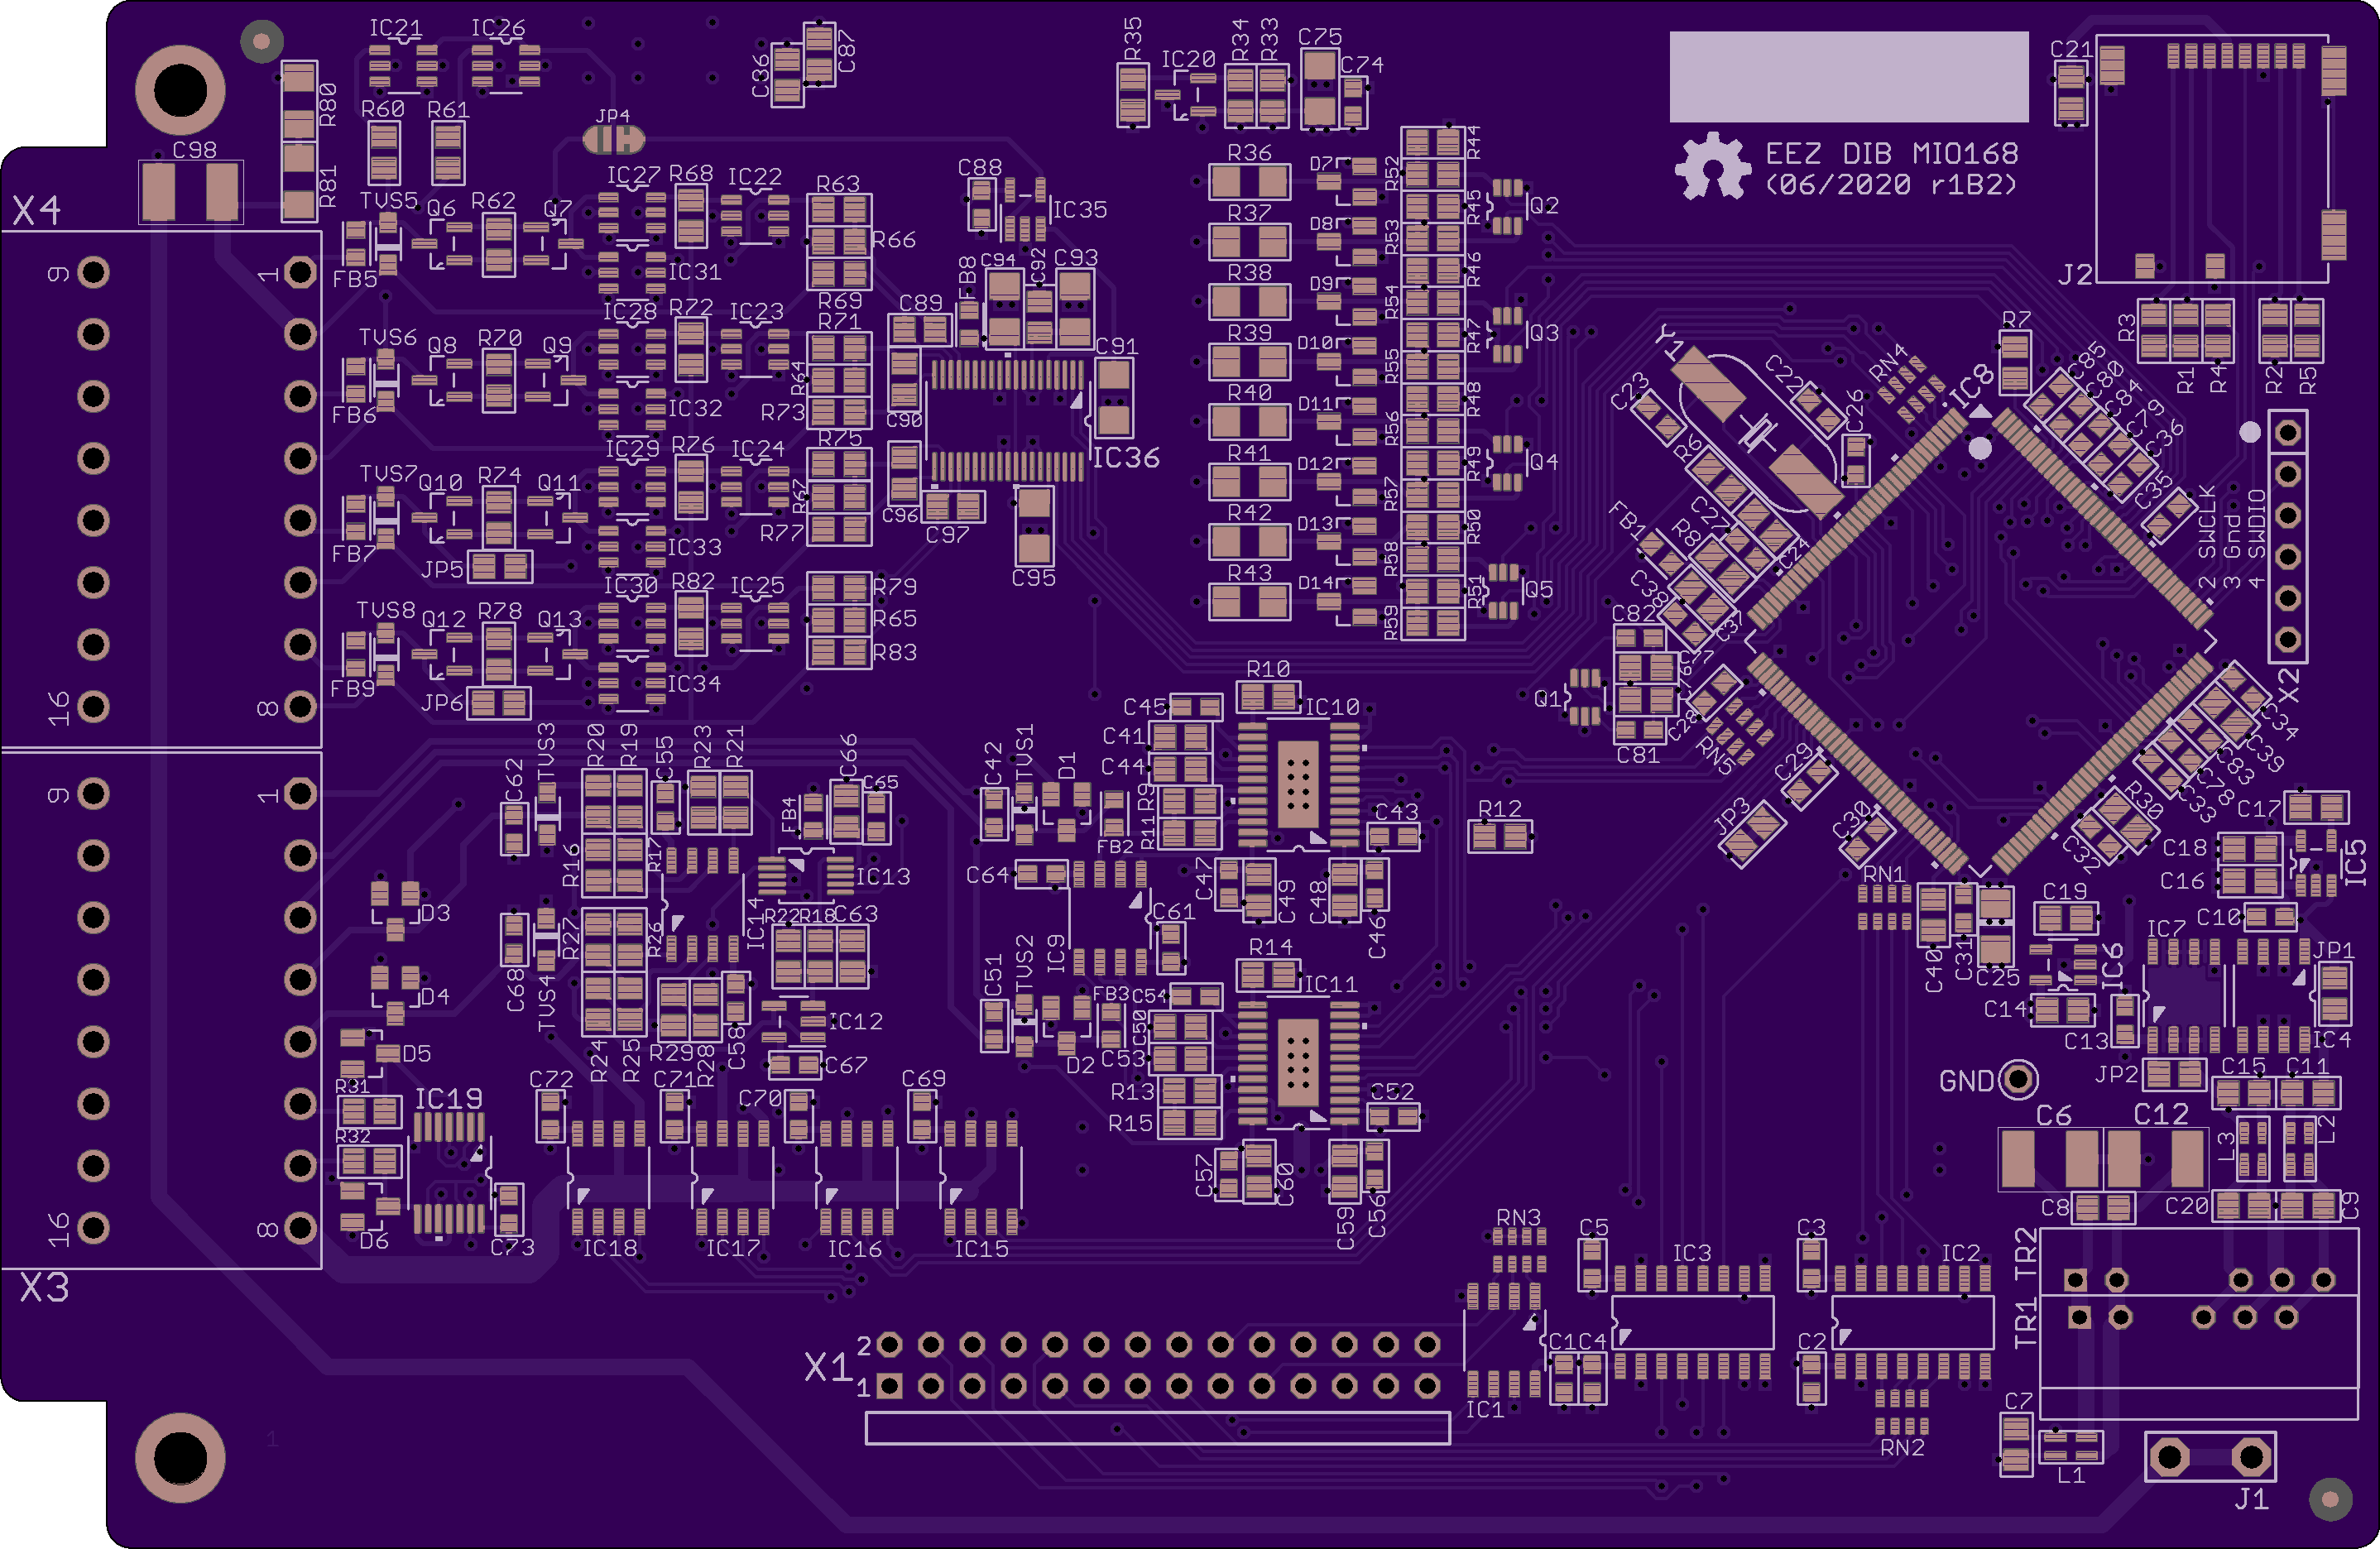 IC21
IC26
C86
C87
R35
IC20
R34
R33
C75
C74
C21
R80
R60
R61
JP4
EEZ DIB MIO168
(06/2020 r1B2)
C98
R81
X4
TVS5
Q6
R62
Q7
IC27
R68
IC22
R63
C88
IC35
R36
D7
R52
R44
Q2
R66
R37
D8
R45
R53
9
1
FB5
IC31
R69
C89
FB8
C94
C92
C93
R38
D9
R46
R54
J2
TVS6
Q8
R70
Q9
IC28
R72
IC23
R71
R39
D10
R47
R55
Q3
Y1
RN4
R7
R3
R1
R4
R2
R5
FB6
IC32
R64
R73
C90
C91
IC36
R40
D11
R48
R56
C23
C22
C26
IC8
C85
C80
C84
C79
C36
C35
TVS7
Q10
R74
Q11
IC29
R76
IC24
R75
R67
R77
C96
C97
C95
R41
D12
R49
R57
Q4
R6
FB7
IC33
JP5
R42
D13
R50
R58
FB1
R8
C27
C24
2 SWCLK
3 Gnd
4 SWDIO
TVS8
Q12
R78
Q13
IC30
R82
IC25
R79
R65
R83
R43
D14
R51
R59
Q5
C38
C37
C82
C77
C76
C81
Q1
C28
RN5
16
8
FB9
JP6
IC34
X2
C34
C39
C83
C78
C33
R30
C32
C62
TVS3
R20
R19
C55
R23
R21
C66
C65
FB4
C42
TVS1
D1
C45
R10
IC10
C41
C44
R9
R11
FB2
C43
R12
C29
JP3
C30
C17
9
1
R16
R17
IC13
C64
C47
C49
C48
C46
RN1
C18
C16
IC5
D3
C68
TVS4
R27
R26
IC14
R22
R18
C63
C51
TVS2
IC9
C61
R14
IC11
C40
C31
C25
C19
IC6
IC7
C10
JP1
D4
D5
R24
R25
R29
R28
C58
IC12
C67
D2
FB3
C54
C50
C53
R13
R15
C52
C14
C13
IC4
JP2
GND
C15
C11
R31
IC19
C72
C71
C70
C69
C6
C12
L3
L2
R32
C57
C60
C59
C56
16
8
D6
C73
IC18
IC17
IC16
IC15
X3
RN3
C5
IC3
C3
IC2
C8
C20
C9
TR2
TR1
X1
2
1
IC1
C1
C4
C2
RN2
C7
L1
J1
1